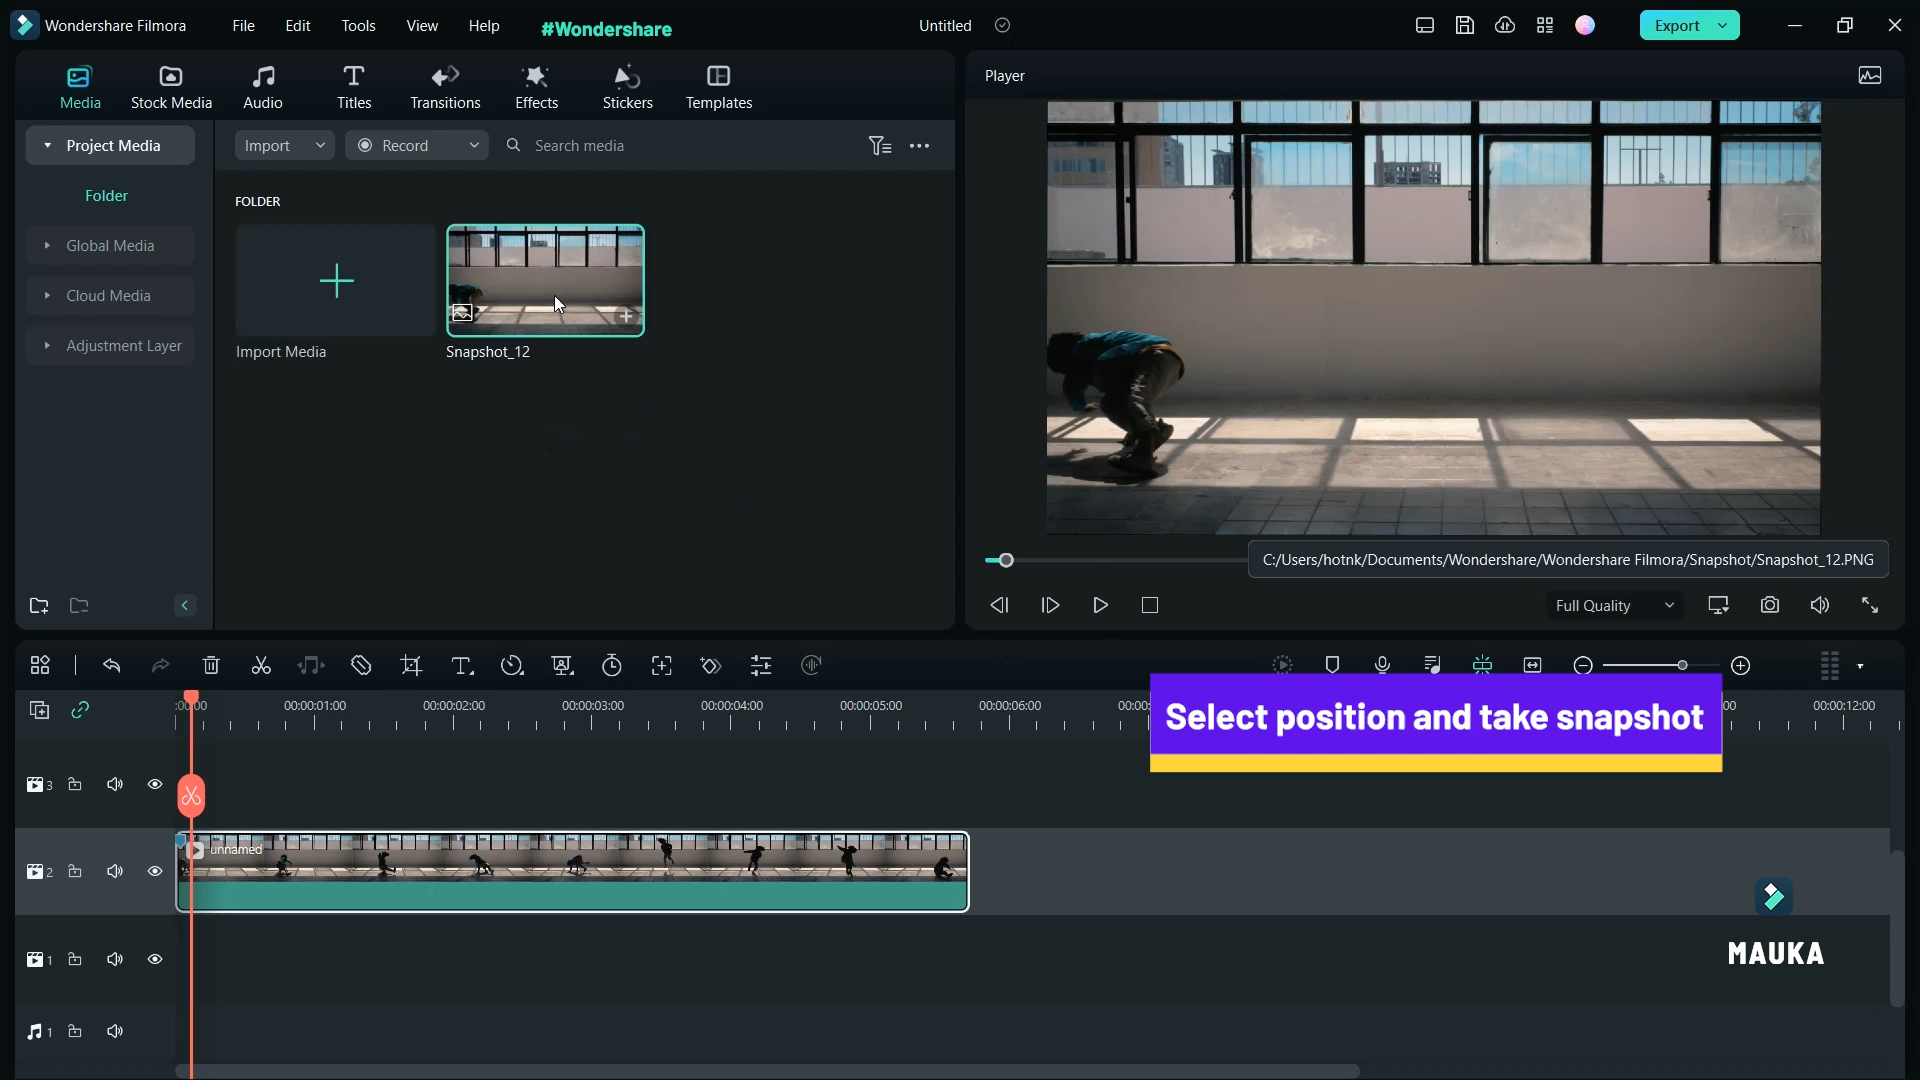 Wondershare Filmora
File
Edit
Tools
View
Help
#Wondershare
Untitled
Export
Media
Stock Media
Audio
Titles
Transitions
Effects
Stickers
Templates
Player
Project Media
Import
Record
Search media
Folder
FOLDER
Global Media
Cloud Media
Adjustment Layer
Import Media
Snapshot_12
C:/Users/hotnk/Documents/Wondershare/Wondershare Filmora/Snapshot/Snapshot_12.PNG
Full Quality
00:00:01:00
00:00:02:00
00:00:03:00
00:00:04:00
00:00:05:00
00:00:06:00
00:00:12:00
Select position and take snapshot
3
unnamed
2
1
MAUKA
1